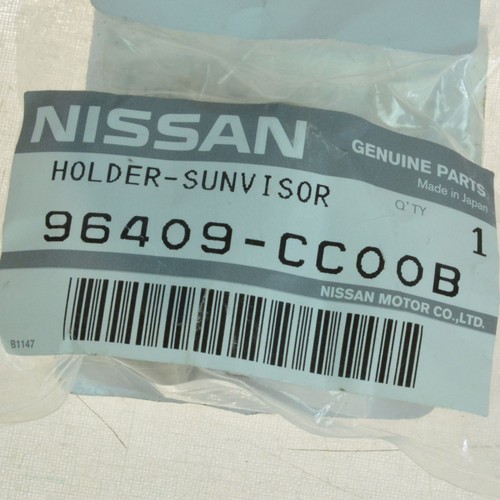 NISSAN
GENUINE PARTS
Made in Japan
HOLDER-SUNVISOR
Q'TY 1
96409-CC00B
NISSAN MOTOR CO.,LTD.
B1147